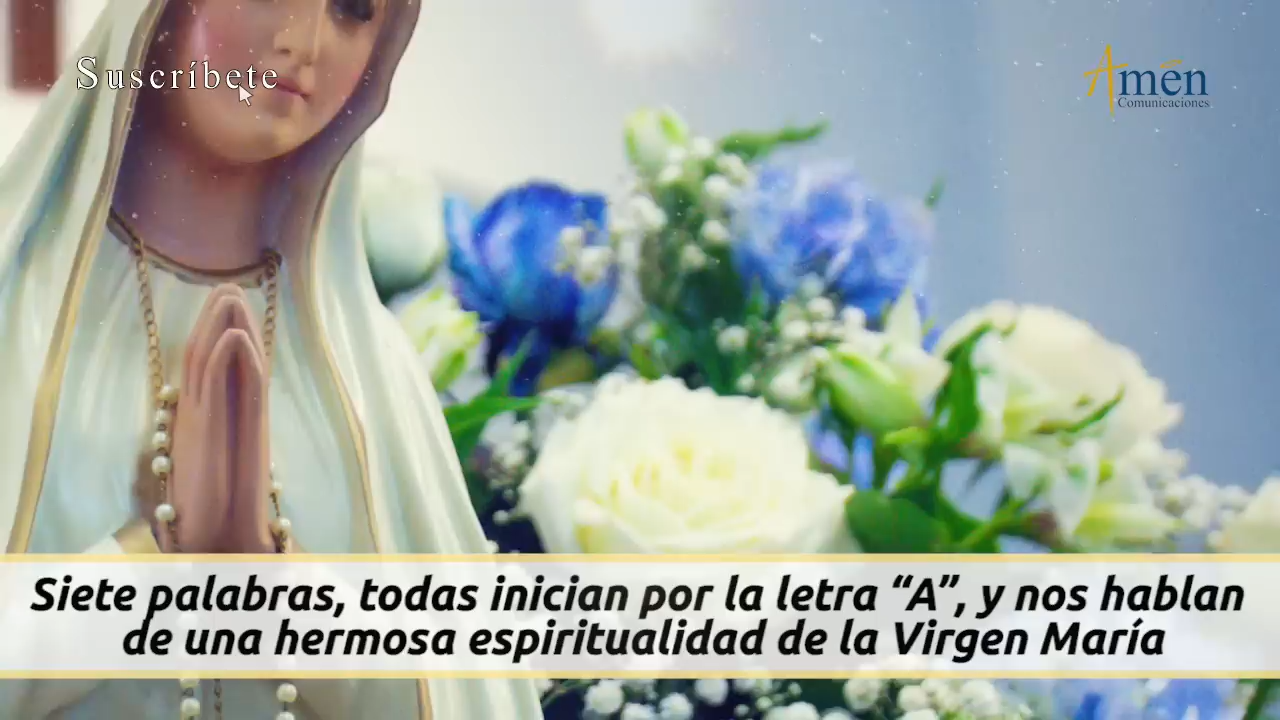 Suscríbete
Amén
Comunicaciones
Siete palabras, todas inician por la letra “A”, y nos hablan
de una hermosa espiritualidad de la Virgen María